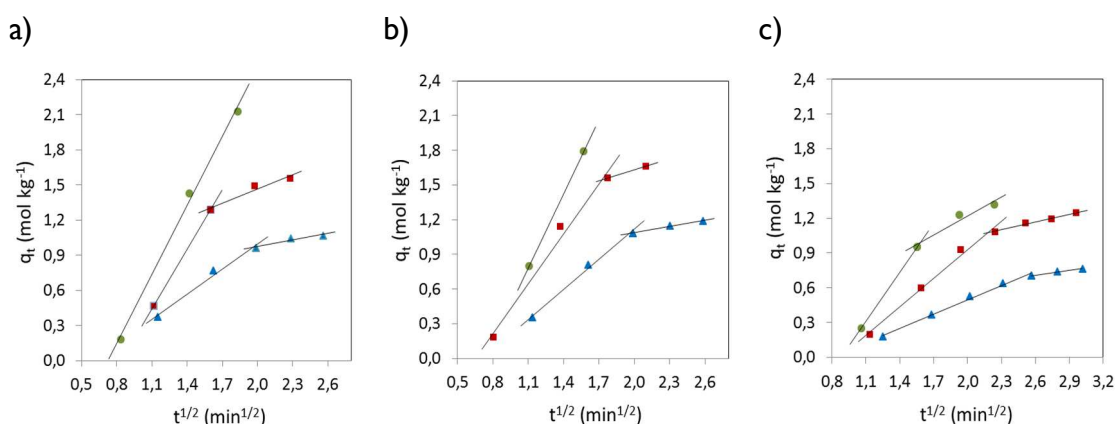 a)
b)
c)
qt (mol kg-1)
2,4
2,1
1,8
1,5
1,2
0,9
0,6
0,3
0,0
0,5 0,8 1,1 1,4 1,7 2,0 2,3 2,6
t1/2 (min1/2)
qt (mol kg-1)
2,4
2,1
1,8
1,5
1,2
0,9
0,6
0,3
0,0
0,5 0,8 1,1 1,4 1,7 2,0 2,3 2,6
t1/2 (min1/2)
qt (mol kg-1)
2,4
2,1
1,8
1,5
1,2
0,9
0,6
0,3
0,0
0,8 1,1 1,4 1,7 2,0 2,3 2,6 2,9 3,2
t1/2 (min1/2)